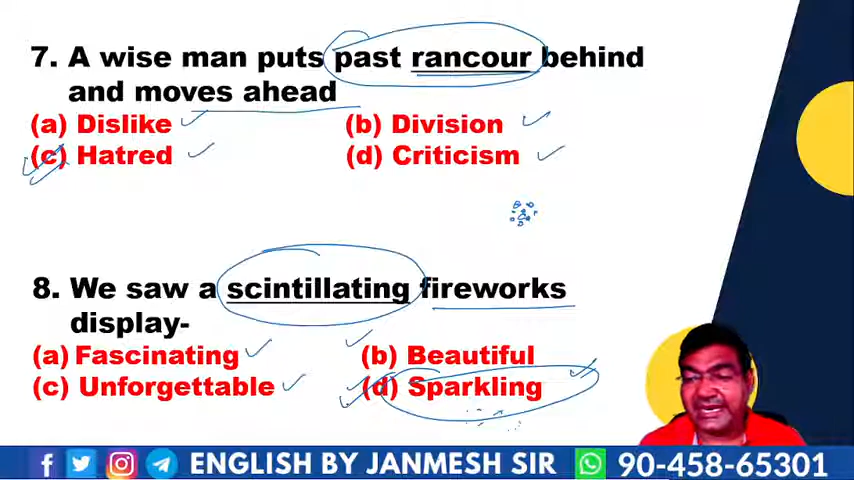 7. A wise man puts past rancour behind
and moves ahead
(a) Dislike (b) Division
(c) Hatred (d) Criticism
8. We saw a scintillating fireworks
display-
(a) Fascinating (b) Beautiful
(c) Unforgettable (d) Sparkling
ENGLISH BY JANMESH SIR 90-458-65301